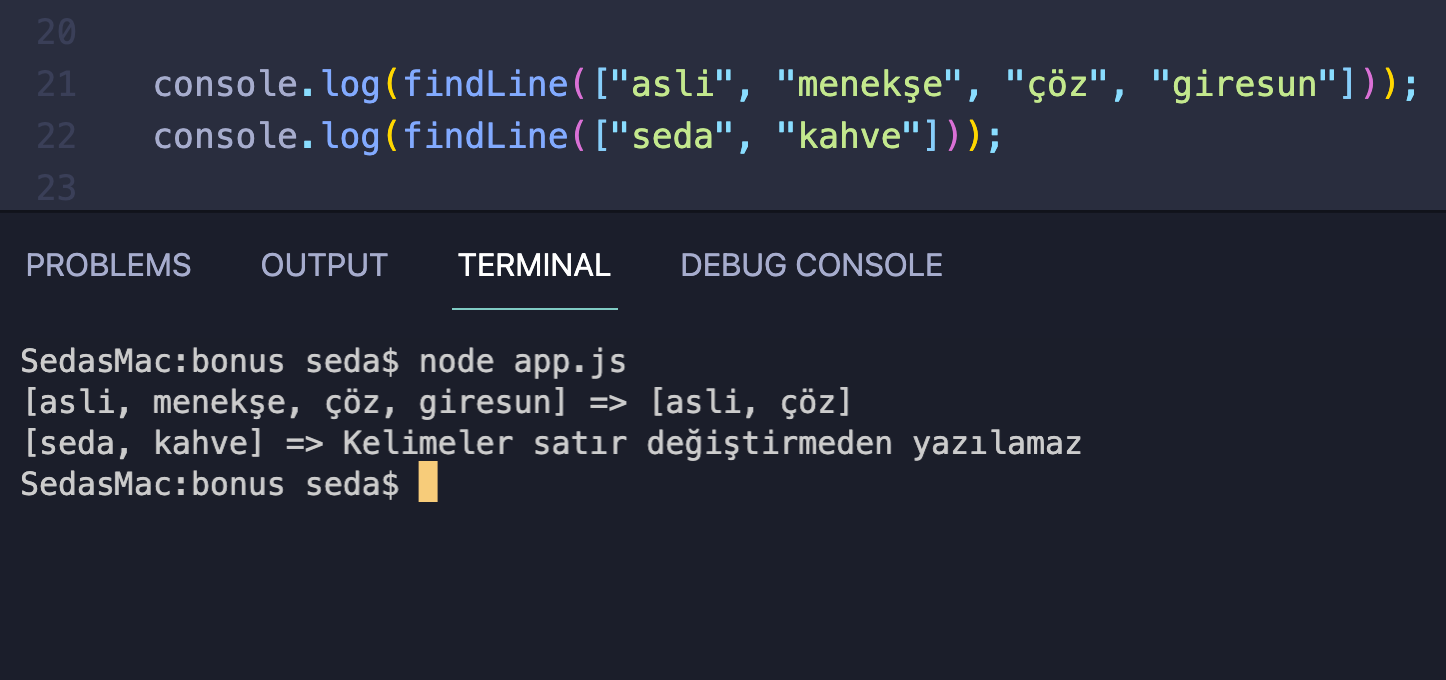 20
21 console.log(findLine(["asli", "menekşe", "çöz", "giresun"]));
22 console.log(findLine(["seda", "kahve"]));
23
PROBLEMS OUTPUT TERMINAL DEBUG CONSOLE
SedasMac:bonus seda$ node app.js
[asli, menekşe, çöz, giresun] => [asli, çöz]
[seda, kahve] => Kelimeler satır değiştirmeden yazılamaz
SedasMac:bonus seda$